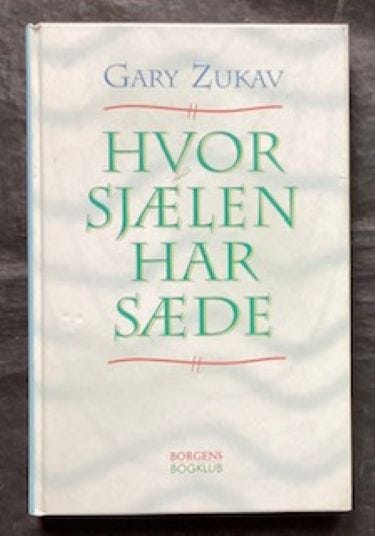 GARY ZUKAV
HVOR
SJÆLEN
HAR
SÆDE
BORGENS
BOGKLUB